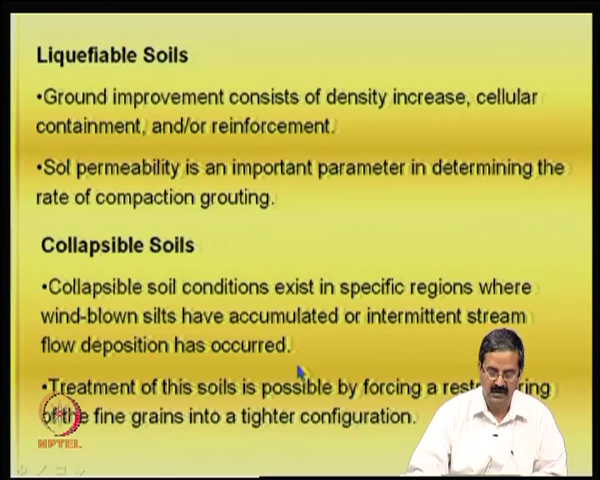 Liquefiable Soils
•Ground improvement consists of density increase, cellular
containment, and/or reinforcement.
•Sol permeability is an important parameter in determining the
rate of compaction grouting.
Collapsible Soils
•Collapsible soil conditions exist in specific regions where
wind-blown silts have accumulated or intermittent stream
flow deposition has occurred.
•Treatment of this soils is possible by forcing a
of the fine grains into a tighter configuration.
NPTEL